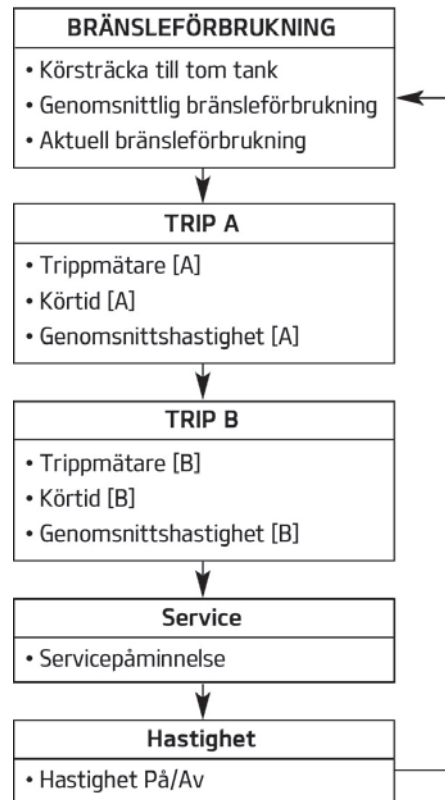 BRÄNSLEFÖRBRUKNING
• Körsträcka till tom tank
• Genomsnittlig bränsleförbrukning
• Aktuell bränsleförbrukning
TRIP A
• Trippmätare [A]
• Körtid [A]
• Genomsnittshastighet [A]
TRIP B
• Trippmätare [B]
• Körtid [B]
• Genomsnittshastighet [B]
Service
• Servicepåminnelse
Hastighet
• Hastighet På/Av